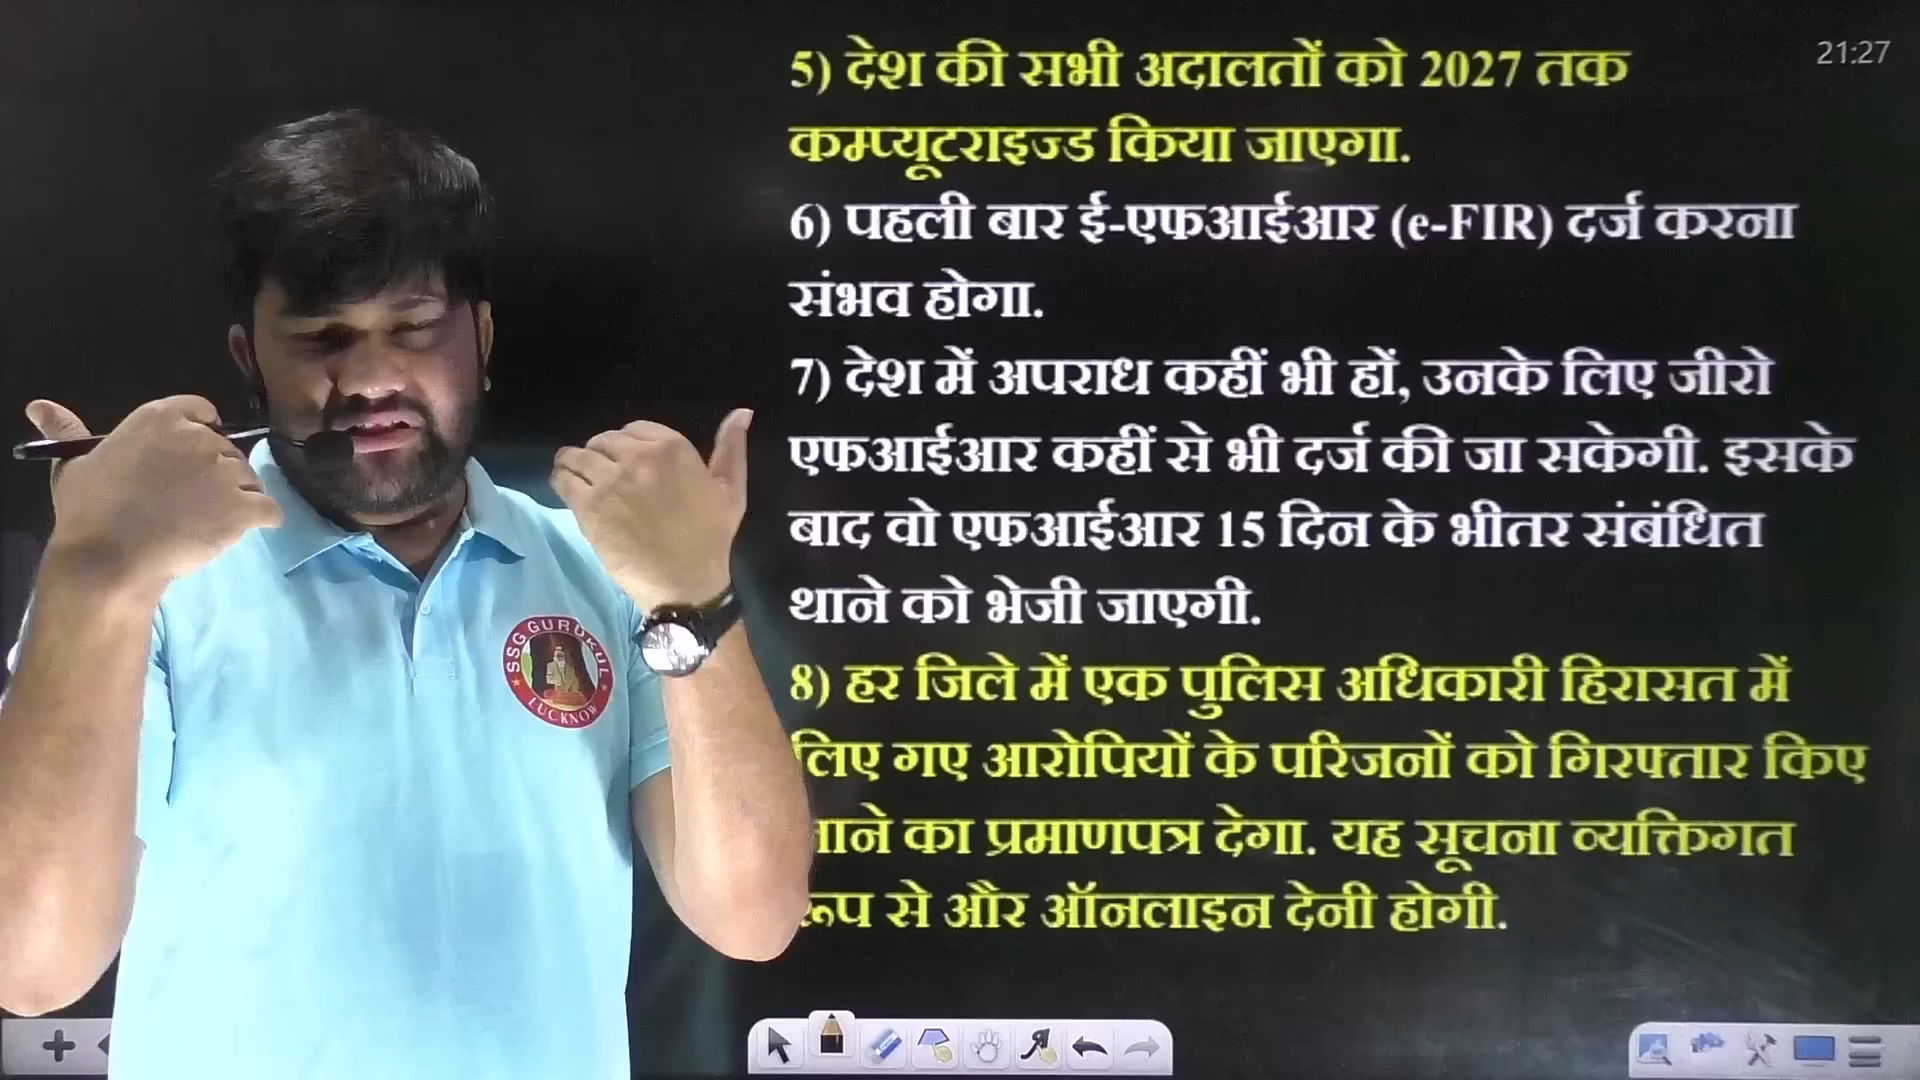 21:27
5) देश की सभी अदालतों को 2027 तक
कम्प्यूटराइज्ड किया जाएगा.
6) पहली बार ई-एफआईआर (e-FIR) दर्ज करना
संभव होगा.
7) देश में अपराध कहीं भी हों, उनके लिए जीरो
एफआईआर कहीं से भी दर्ज की जा सकेगी. इसके
बाद वो एफआईआर 15 दिन के भीतर संबंधित
थाने को भेजी जाएगी.
8) हर जिले में एक पुलिस अधिकारी हिरासत में
लिए गए आरोपियों के परिजनों को गिरफ्तार किए
जाने का प्रमाणपत्र देगा. यह सूचना व्यक्तिगत
रूप से और ऑनलाइन देनी होगी.
SSG GURUKUL
LUCKNOW